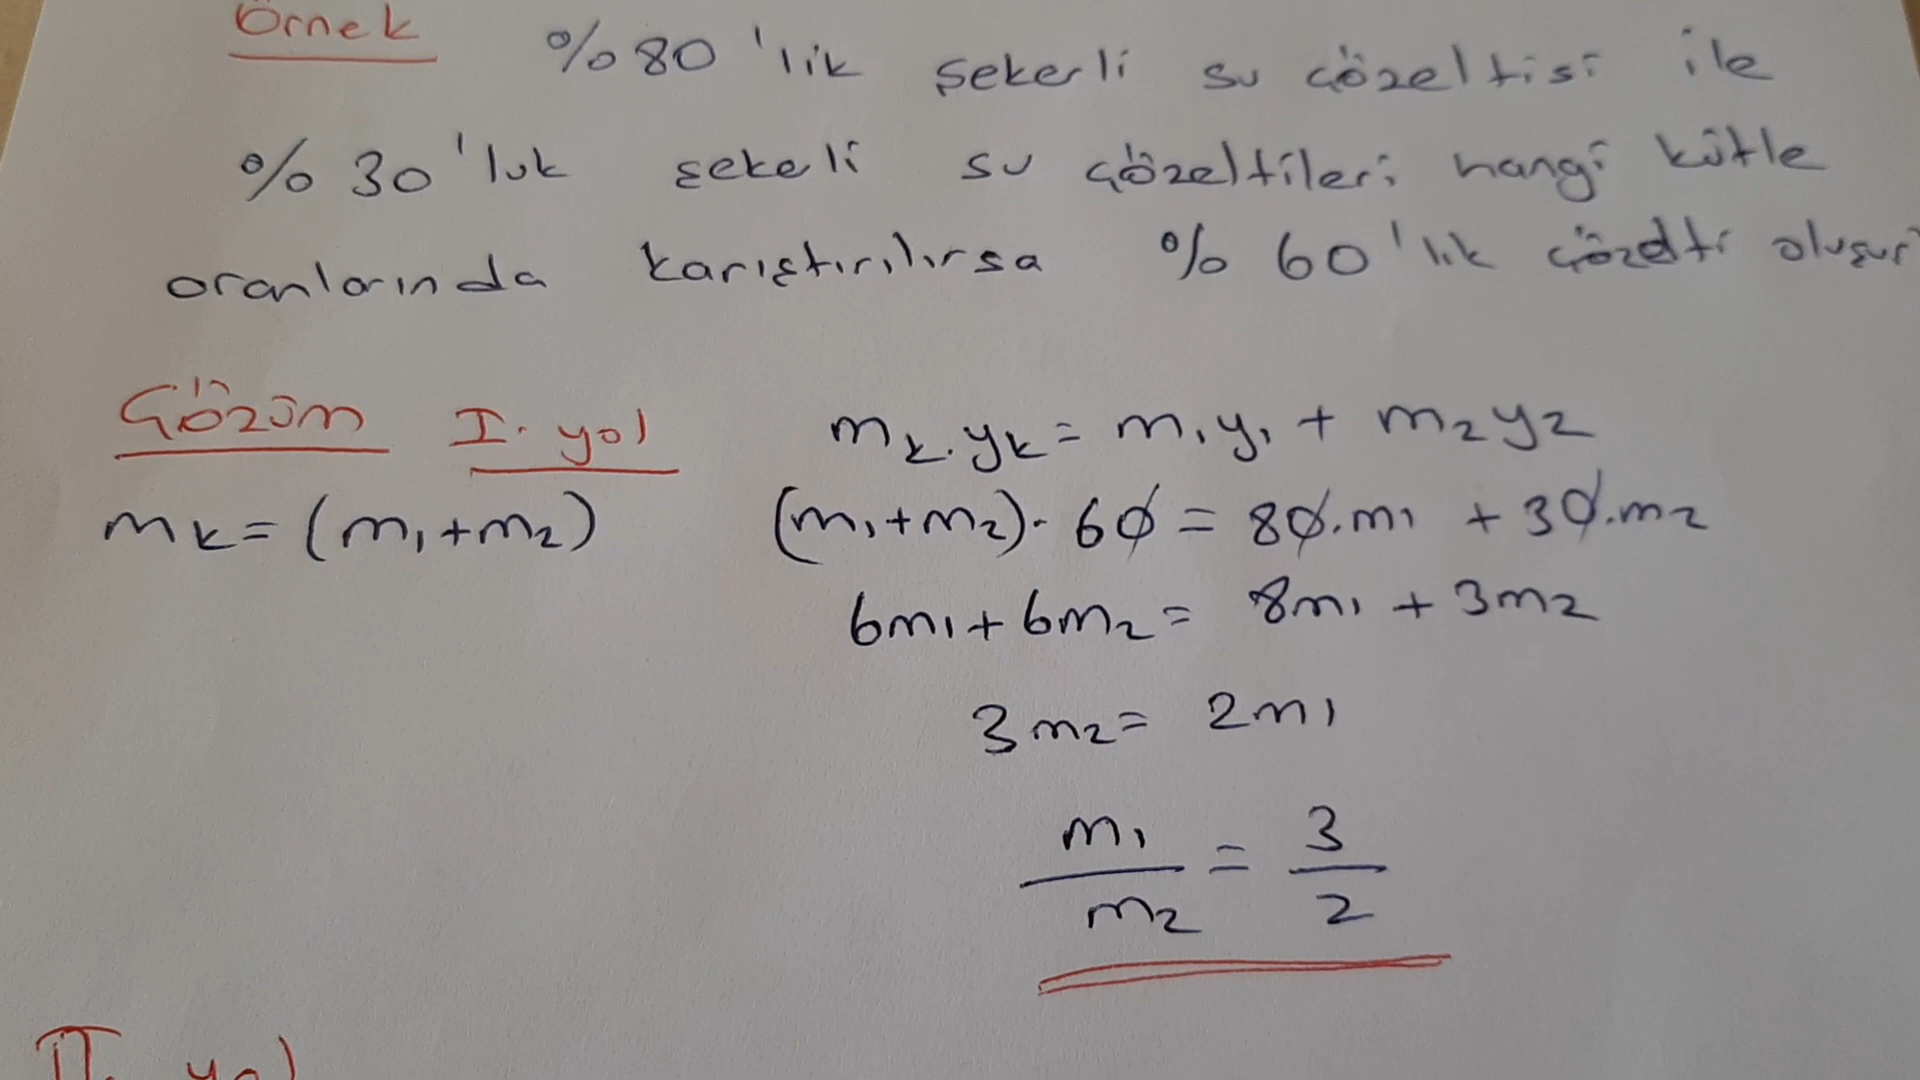 Örnek %80'lik şekerli su çözeltisi ile
%30'luk şekeli su çözeltileri hangi kütle
oranlarında karıştırılırsa %60'lık çözelti oluşur
Çözüm I. yol
mk = (m1+m2)
mk.yk = m1y1 + m2y2
(m1+m2).60 = 80.m1 + 30.m2
6m1 + 6m2 = 8m1 + 3m2
3m2 = 2m1
m1/m2 = 3/2
II. yol